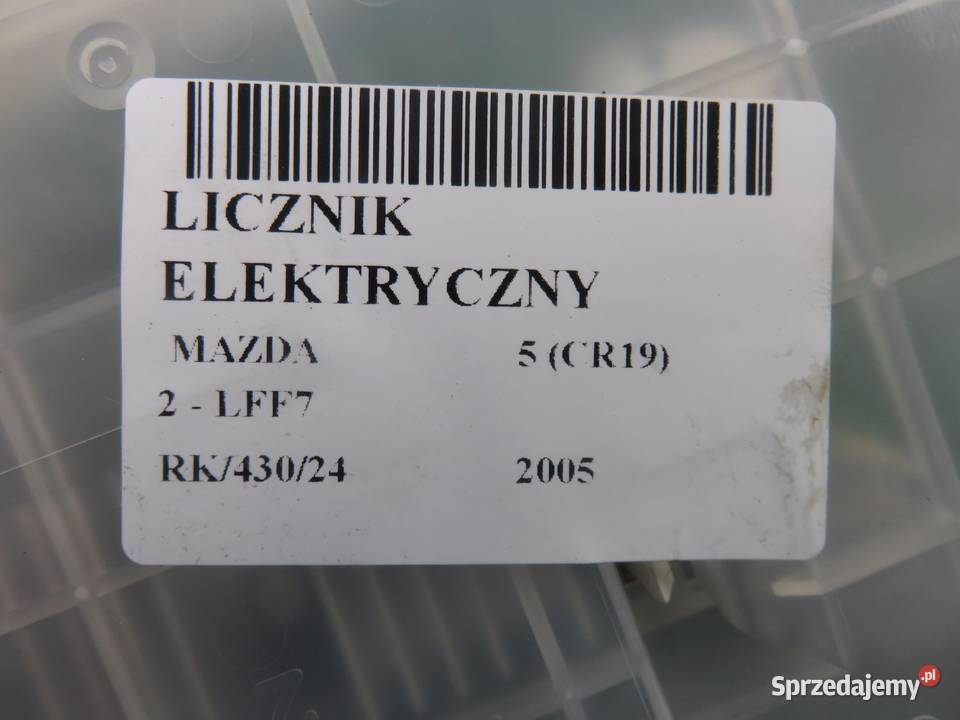 LICZNIK
ELEKTRYCZNY
MAZDA 5 (CR19)
2 - LFF7
RK/430/24 2005
Sprzedajemy.pl